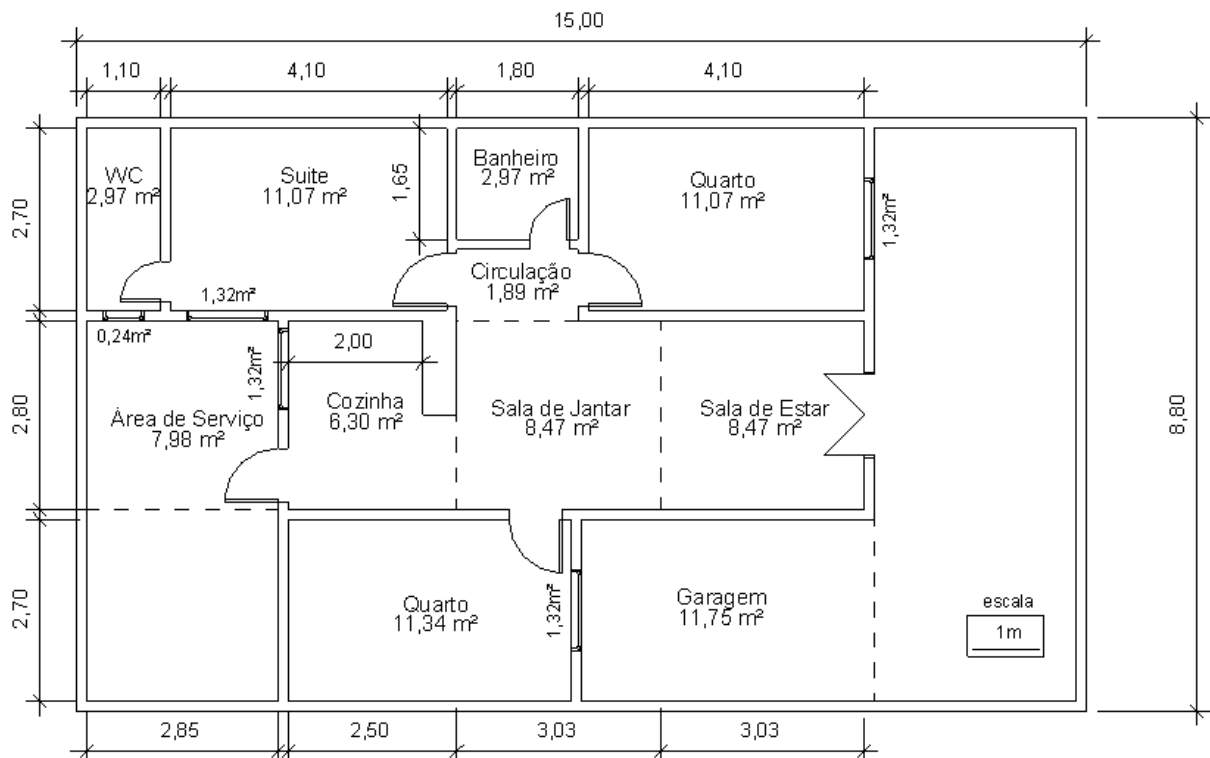 15,00
1,10
4,10
1,80
4,10
WC
2,97 m²
Suite
11,07 m²
1,65
Banheiro
2,97 m²
Quarto
11,07 m²
1,32m²
2,70
Circulação
1,89 m²
1,32m²
0,24m²
1,32m²
2,00
2,80
Área de Serviço
7,98 m²
Cozinha
6,30 m²
Sala de Jantar
8,47 m²
Sala de Estar
8,47 m²
8,80
2,70
Quarto
11,34 m²
1,32m²
Garagem
11,75 m²
escala
1m
2,85
2,50
3,03
3,03